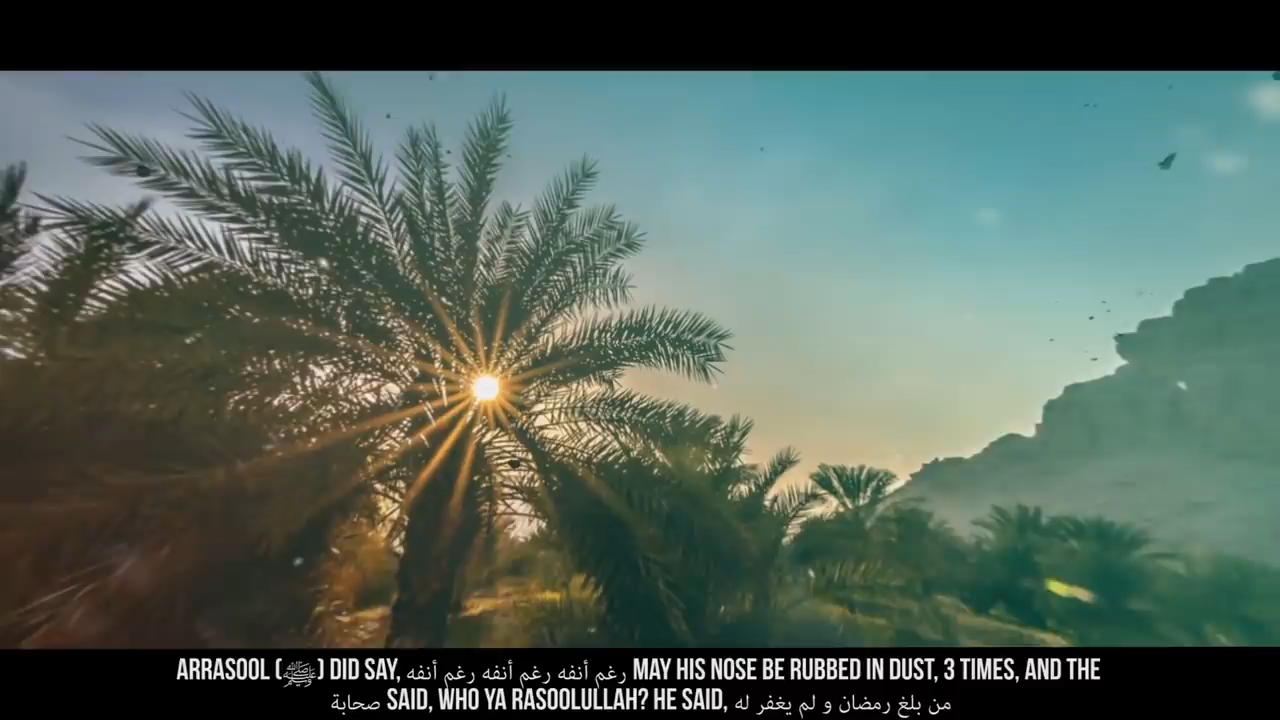 ARRASOOL (ﷺ) DID SAY, رغم أنفه رغم أنفه رغم أنفه MAY HIS NOSE BE RUBBED IN DUST, 3 TIMES, AND THE
صحابة SAID, WHO YA RASOOLULLAH? HE SAID, من بلغ رمضان و لم يغفر له